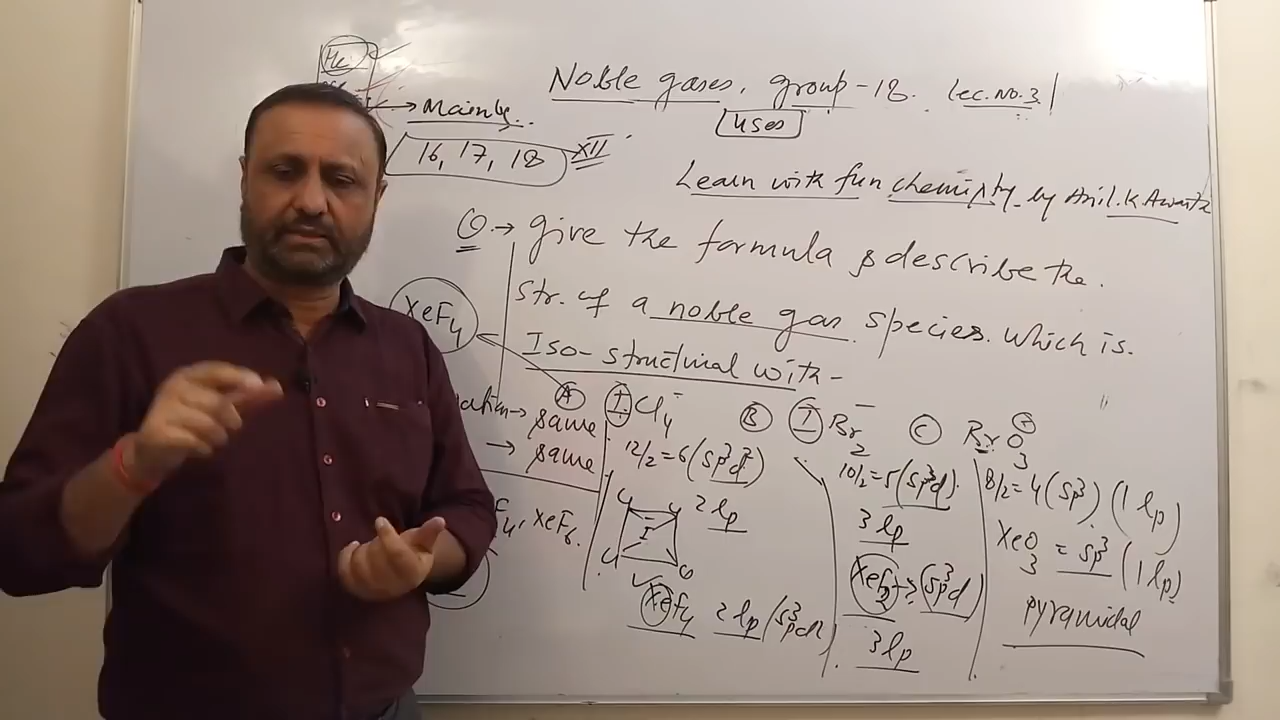 He
Noble gases, group-18. Lec.No.3
→ Mainly..
uses
16, 17, 18 XII
Learn with fun chemistry by Anil.K.Awasta
Q.→ give the formula & describe the.
XeF4
Str. of a noble gas species. which is.
Iso-structural with-
(A) ICl4⁻ (B) IBr2⁻ (C) BrO3⁺
→ same
→ same
12/2=6(sp³d²)
10/2=5(sp³d).
8/2=4(sp³) (1 lp)
2 lp
3 lp
F4, XeF6.
I
XeO3 = sp³ (1 lp)
XeF2 → (sp³d)
XeF4 2 lp
3 lp
pyramidal